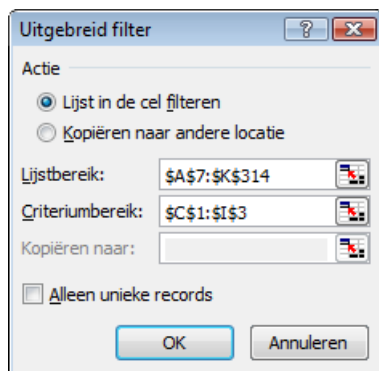 Uitgebreid filter
Actie
Lijst in de cel filteren
Kopiëren naar andere locatie
Lijstbereik: $A$7:$K$314
Criteriumbereik: $C$1:$I$3
Kopiëren naar:
Alleen unieke records
OK Annuleren